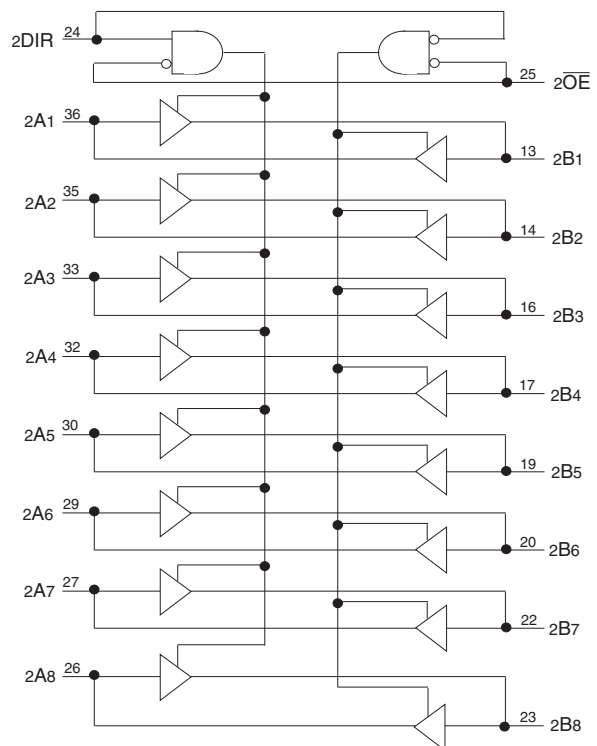 2DIR 24
25 2O̅E̅
2A1 36
13 2B1
2A2 35
14 2B2
2A3 33
16 2B3
2A4 32
17 2B4
2A5 30
19 2B5
2A6 29
20 2B6
2A7 27
22 2B7
2A8 26
23 2B8